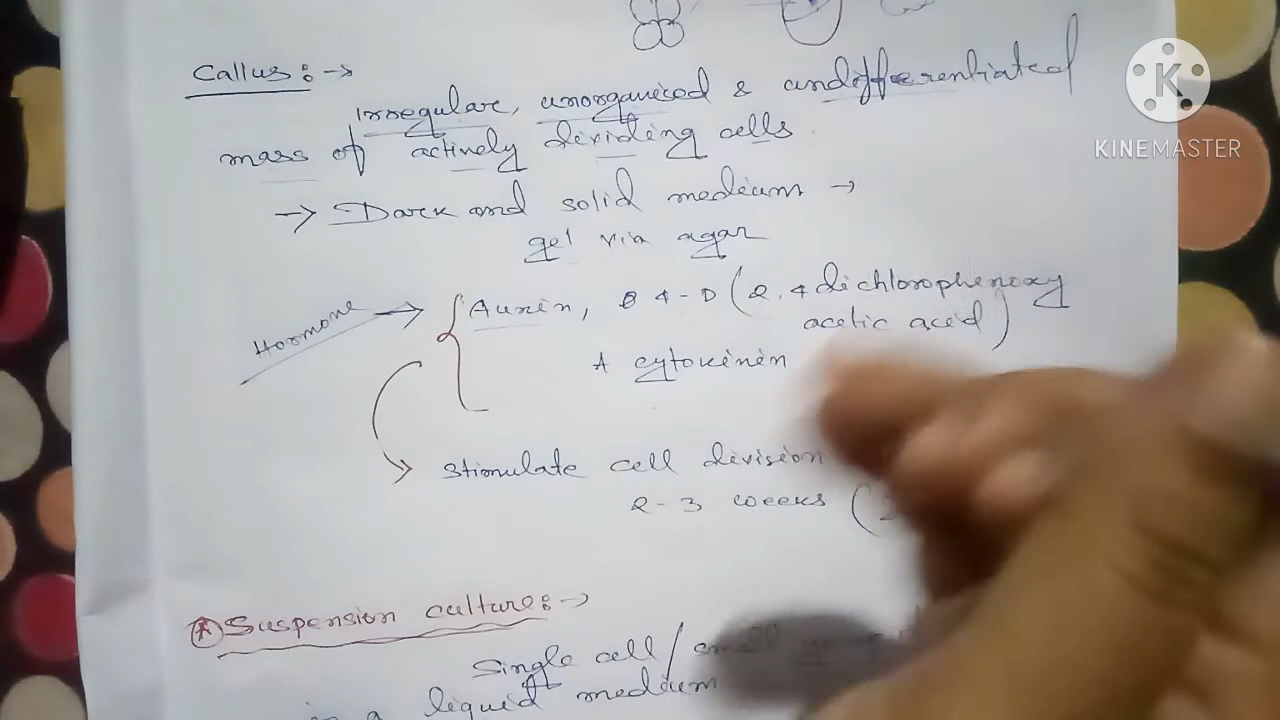 Callus :→
Irregular, unorganised & undifferentiated
mass of actively dividing cells
→ Dark and solid medium →
gel via agar
Hormone → { Auxin, 2 4-D (2,4 dichlorophenoxy
acetic acid)
cytokinin
Stimulate cell division
2-3 weeks (
Suspension culture :→
Single cell / small
in a liquid medium
KINEMASTER